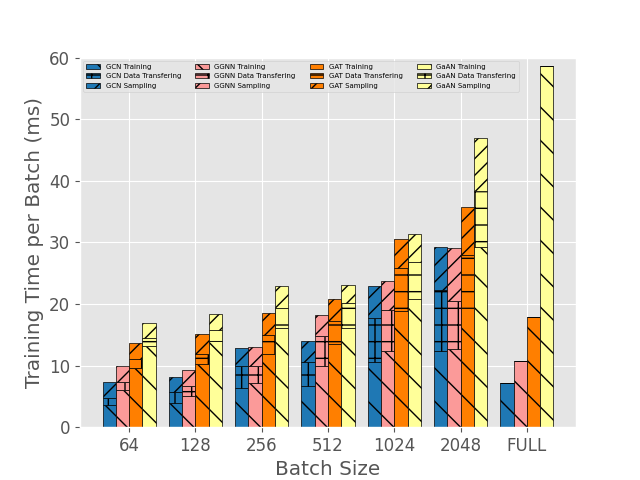 60
50
40
30
20
10
0
Training Time per Batch (ms)
GCN Training
GCN Data Transfering
GCN Sampling
GGNN Training
GGNN Data Transfering
GGNN Sampling
GAT Training
GAT Data Transfering
GAT Sampling
GaAN Training
GaAN Data Transfering
GaAN Sampling
64 128 256 512 1024 2048 FULL
Batch Size